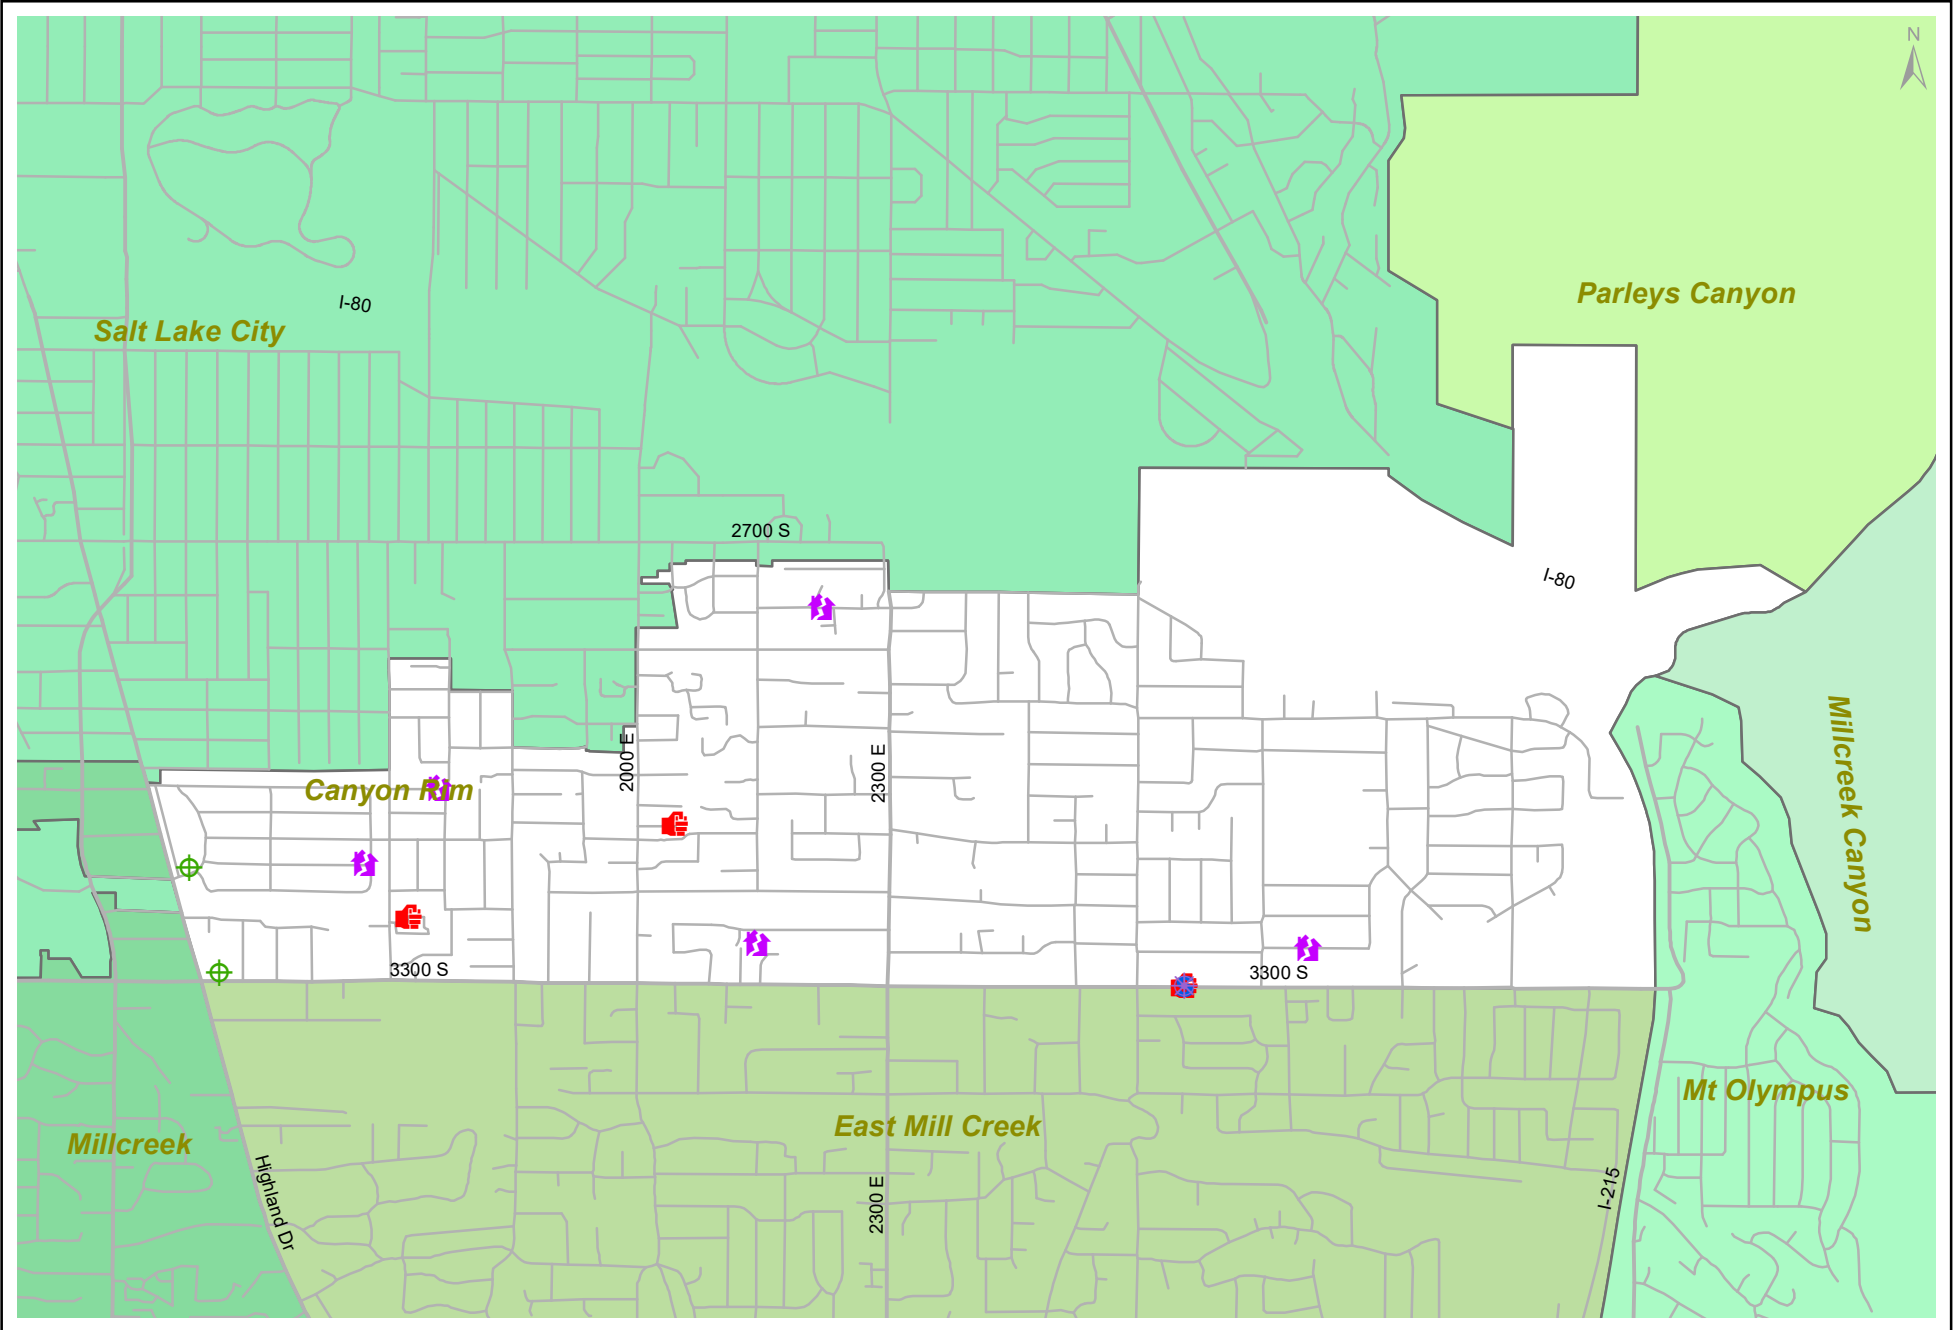 N
Parleys Canyon
I-80
Salt Lake City
2700 S
I-80
Millcreek Canyon
2000 E
2300 E
Canyon Rim
3300 S
3300 S
Mt Olympus
East Mill Creek
Millcreek
Highland Dr
2300 E
I-215